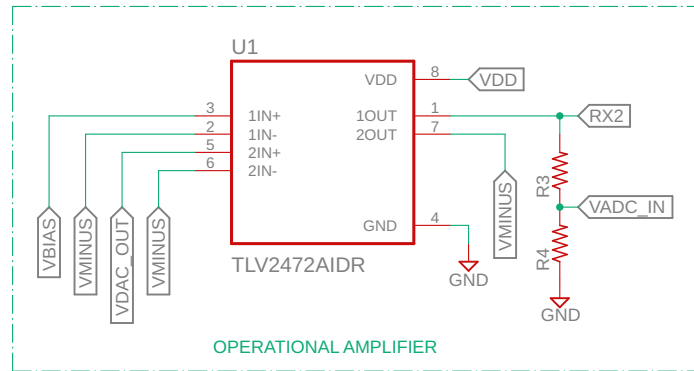 U1
VDD 8 VDD
3 1IN+ 1OUT 1 RX2
2 1IN- 2OUT 7
5 2IN+
6 2IN-
R3
VBIAS
VMINUS
VDAC_OUT
VMINUS
VMINUS
VADC_IN
GND 4
R4
TLV2472AIDR
GND
GND
OPERATIONAL AMPLIFIER